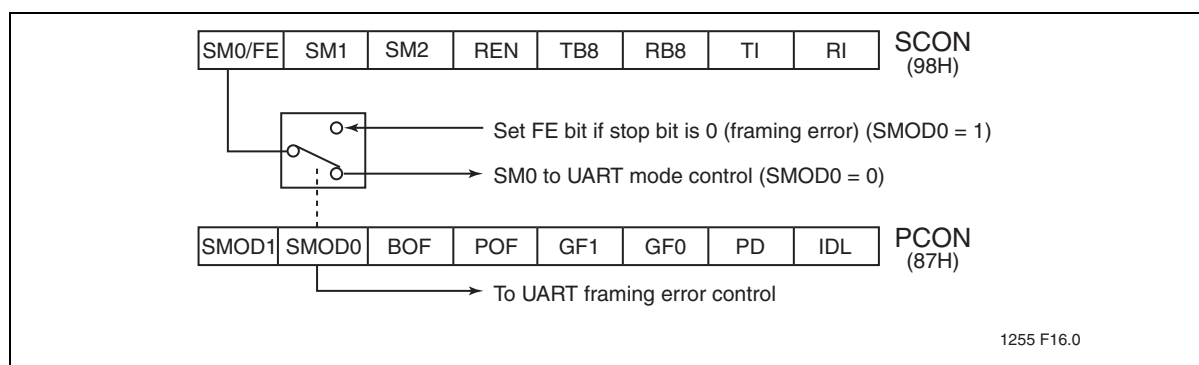 SM0/FE SM1 SM2 REN TB8 RB8 TI RI SCON
(98H)
Set FE bit if stop bit is 0 (framing error) (SMOD0 = 1)
SM0 to UART mode control (SMOD0 = 0)
SMOD1 SMOD0 BOF POF GF1 GF0 PD IDL PCON
(87H)
To UART framing error control
1255 F16.0